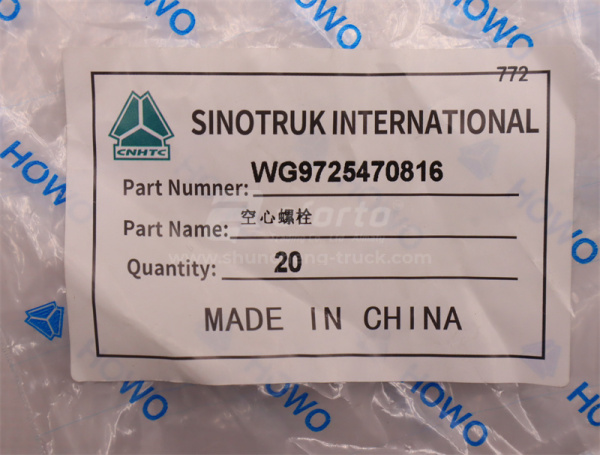 HOWO
HOWO
772
SINOTRUK INTERNATIONAL
CNHTC
WG9725470816
Part Numner:
Part Name: 空心螺栓
Quantity: 20
MADE IN CHINA
HOWO
HOWO
HOWO
HOWO
HOWO